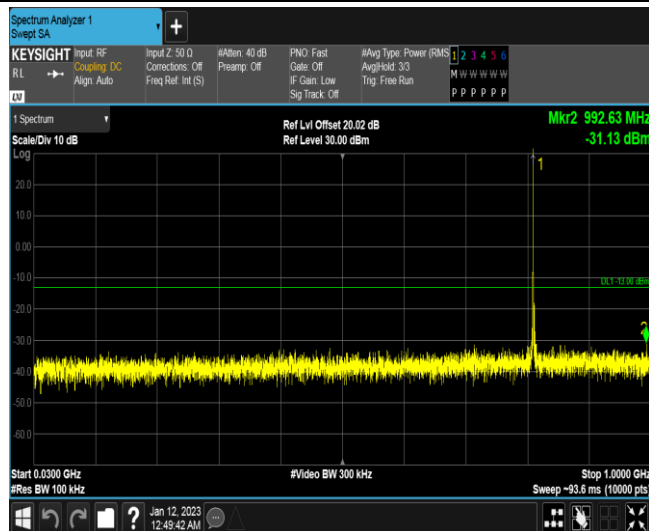 Spectrum Analyzer 1
Swept SA
+
KEYSIGHT
RL
Input: RF
Coupling: DC
Align: Auto
Input Z: 50 Ω
Corrections: Off
Freq Ref: Int (S)
#Atten: 40 dB
Preamp: Off
PNO: Fast
Gate: Off
IF Gain: Low
Sig Track: Off
#Avg Type: Power (RMS
Avg|Hold: 3/3
Trig: Free Run
1 2 3 4 5 6
M W W W W W
P P P P P P
1 Spectrum
Scale/Div 10 dB
Ref Lvl Offset 20.02 dB
Ref Level 30.00 dBm
Mkr2 992.63 MHz
-31.13 dBm
Log
1
20.0
10.0
0.00
-10.0
DL1 -13.00 dBm
-20.0
-30.0
2
-40.0
-50.0
-60.0
Start 0.0300 GHz
#Video BW 300 kHz
Stop 1.0000 GHz
#Res BW 100 kHz
Sweep ~93.6 ms (10000 pts)
?
Jan 12, 2023
12:49:42 AM